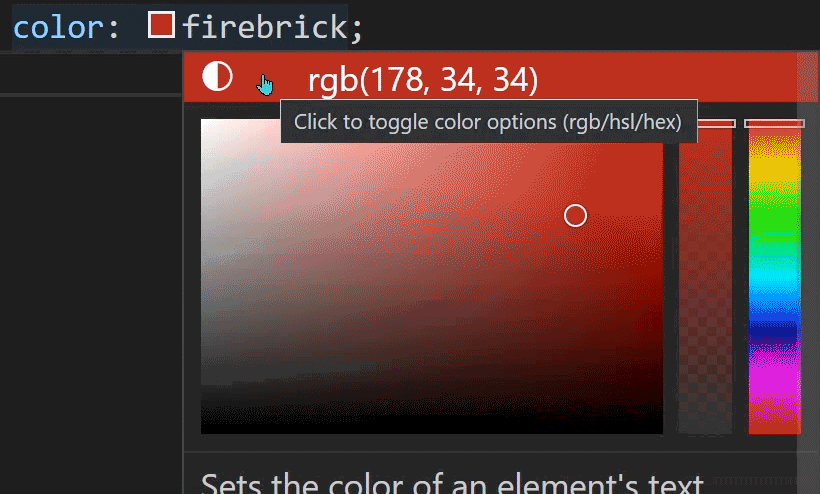 color: firebrick;
rgb(178, 34, 34)
Click to toggle color options (rgb/hsl/hex)
Sets the color of an element's text